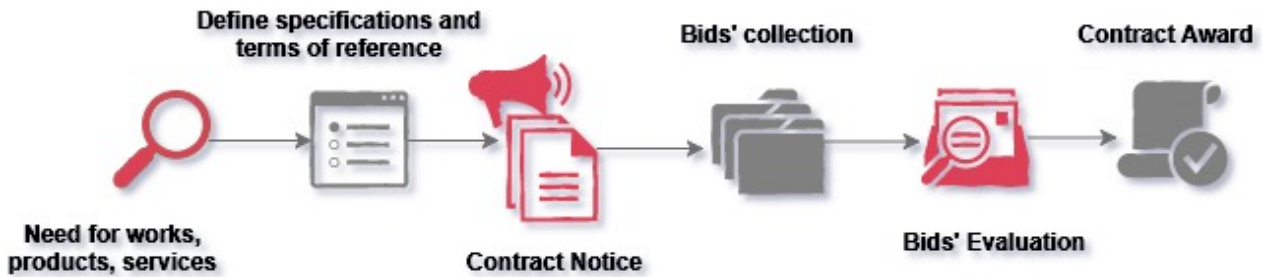 Define specifications and
terms of reference
Bids' collection
Contract Award
Need for works,
products, services
Contract Notice
Bids' Evaluation